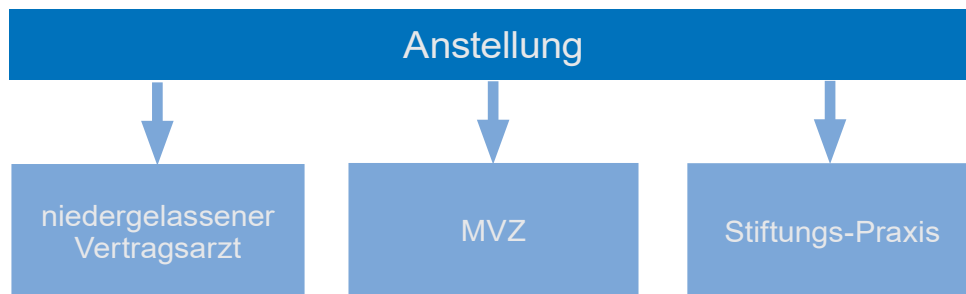 Anstellung
niedergelassener
Vertragsarzt
MVZ
Stiftungs-Praxis